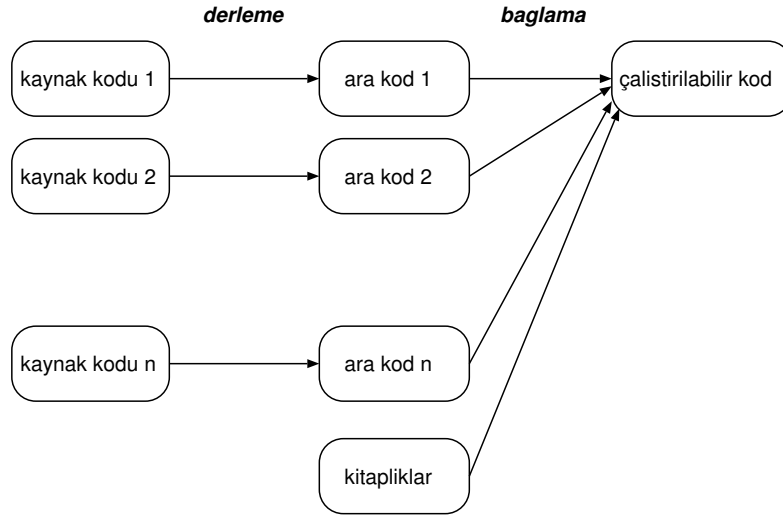 derleme baglama
kaynak kodu 1 ara kod 1 çalistirilabilir kod
kaynak kodu 2 ara kod 2
kaynak kodu n ara kod n
kitapliklar